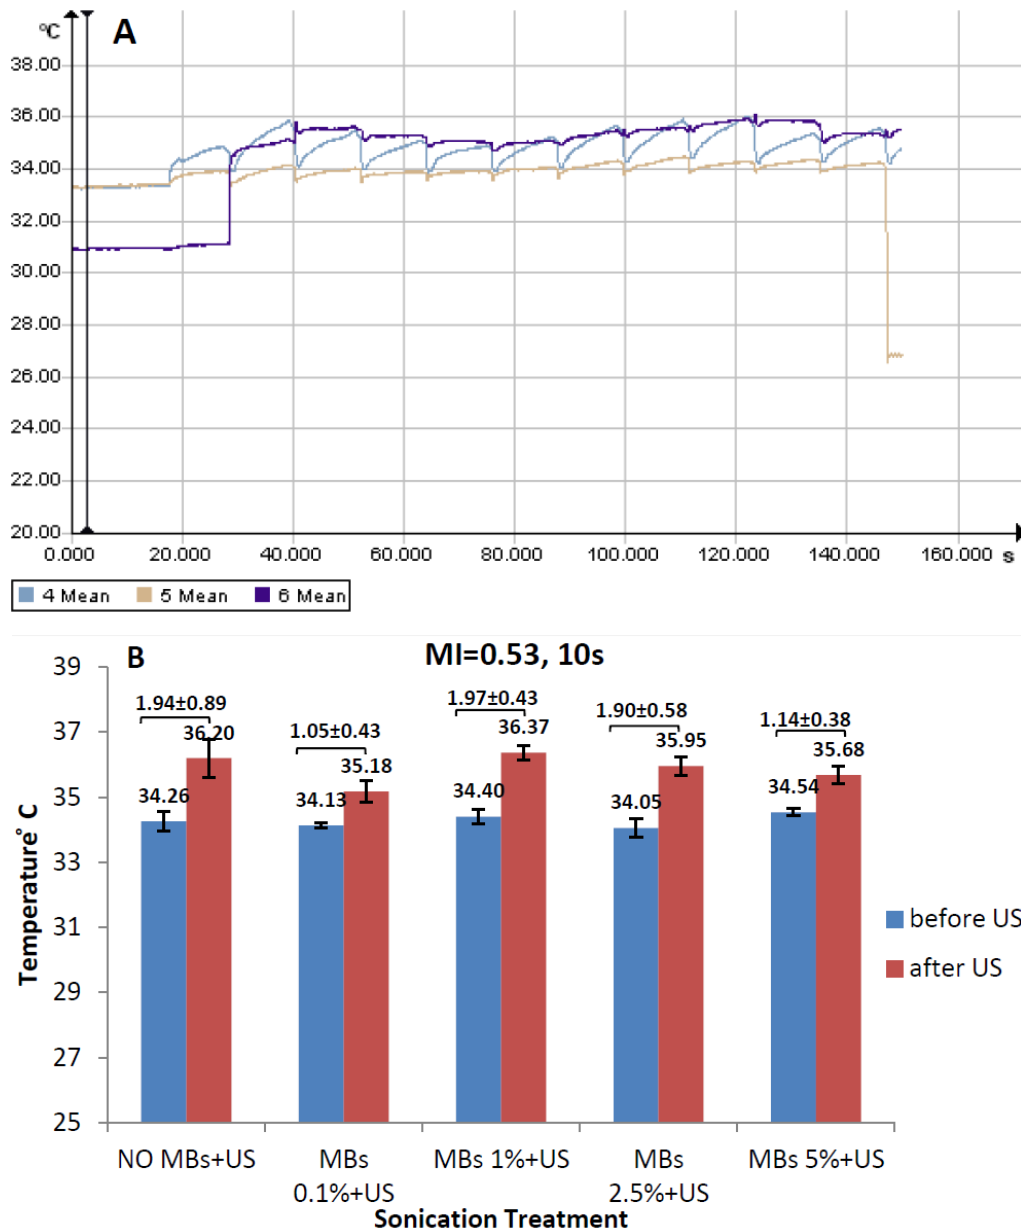 °C
A
38.00
36.00
34.00
32.00
30.00
28.00
26.00
24.00
22.00
20.00
0.000 20.0000 40.000 60.0000 80.0000 100.0000 120.0000 140.0000 160.000 s
4 Mean 5 Mean 6 Mean
B
MI=0.53, 10s
39
37
35
33
31
29
27
25
Temperature° C
1.94±0.89
36.20
34.26
1.05±0.43
35.18
34.13
1.97±0.43
36.37
34.40
1.90±0.58
35.95
34.05
1.14±0.38
35.68
34.54
before US
after US
NO MBs+US
MBs
0.1%+US
MBs 1%+US
MBs
2.5%+US
MBs 5%+US
Sonication Treatment